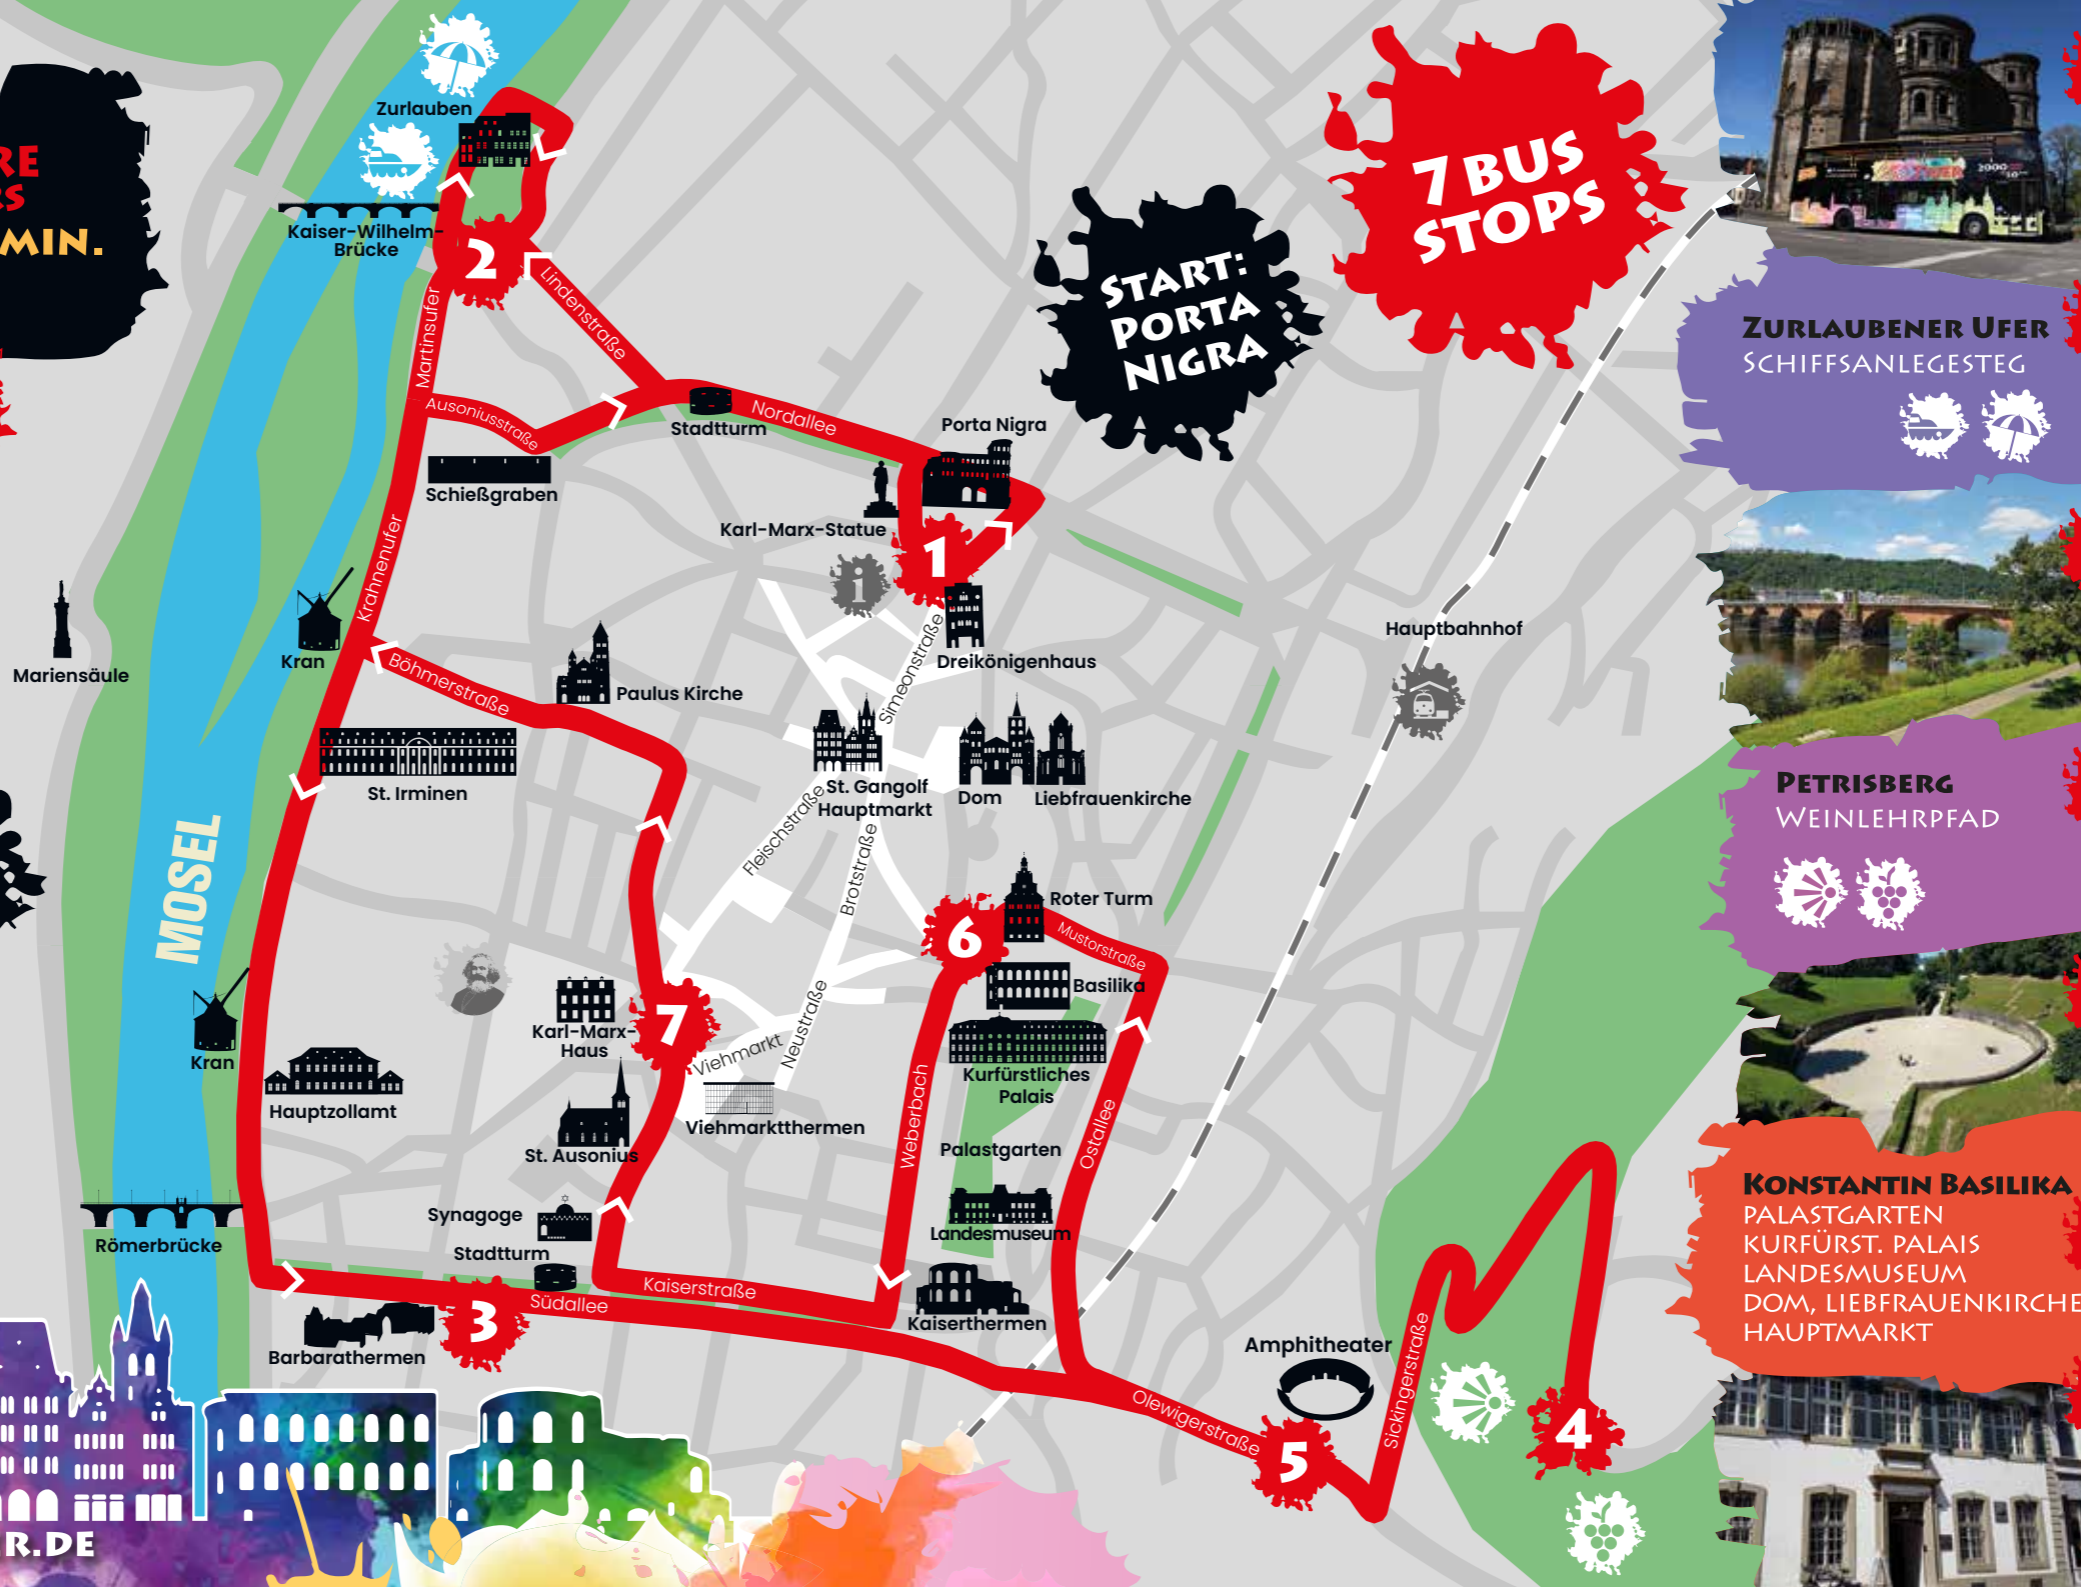 RE
S
MIN.
Zurlauben
Kaiser-Wilhelm-
Brücke
2
Lindenstraße
Martinsufer
Ausoniusstraße
Schießgraben
Stadtturm
Nordallee
Porta Nigra
Karl-Marx-Statue
1
i
START:
PORTA
NIGRA
7 BUS
STOPS
Dreikönigenhaus
Simeonstraße
Krahnenufer
Kran
Mariensäule
Böhmerstraße
Paulus Kirche
St. Irminen
St. Gangolf
Hauptmarkt
Dom
Liebfrauenkirche
Hauptbahnhof
Fleischstraße
Brotstraße
MOSEL
Roter Turm
6
Mustorstraße
Basilika
Kurfürstliches
Palais
Karl-Marx-
Haus
7
Viehmarkt
Neustraße
Kran
Hauptzollamt
St. Ausonius
Viehmarktthermen
Weberbach
Palastgarten
Ostallee
Landesmuseum
Römerbrücke
Synagoge
Stadtturm
Kaiserstraße
Südallee
3
Barbarathermen
Kaiserthermen
Amphitheater
Olewigerstraße
5
Sickingerstraße
4
R.DE
ZURLAUBENER UFER
SCHIFFSANLEGESTEG
PETRISBERG
WEINLEHRPFAD
KONSTANTIN BASILIKA
PALASTGARTEN
KURFÜRST. PALAIS
LANDESMUSEUM
DOM, LIEBFRAUENKIRCHE
HAUPTMARKT